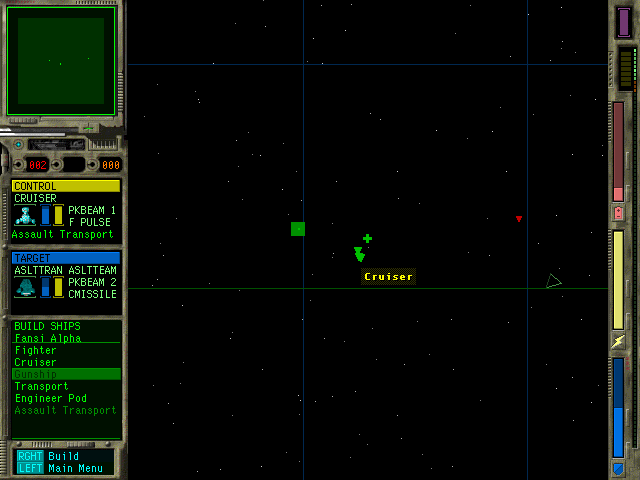 002 000
CONTROL
CRUISER
PKBEAM 1
F PULSE
Assault Transport
TARGET
ASLTTRAN ASLTTEAM
PKBEAM 2
CMISSILE
BUILD SHIPS
Fansi Alpha
Fighter
Cruiser
Gunship
Transport
Engineer Pod
Assault Transport
RGHT Build
LEFT Main Menu
Cruiser